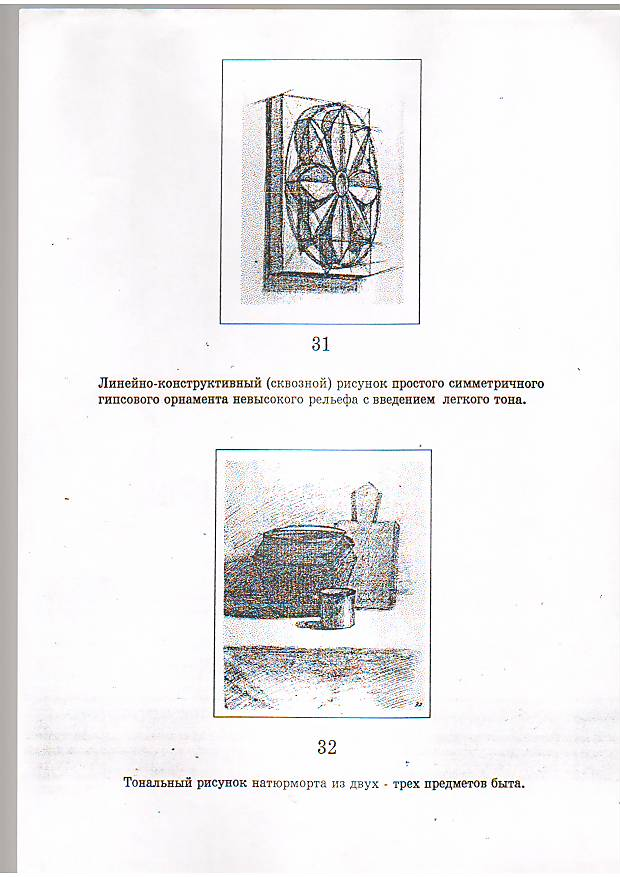 31
Линейно-конструктивный (сквозной) рисунок простого симметричного
гипсового орнамента невысокого рельефа с введением легкого тона.
32
Тональный рисунок натюрморта из двух - трех предметов быта.